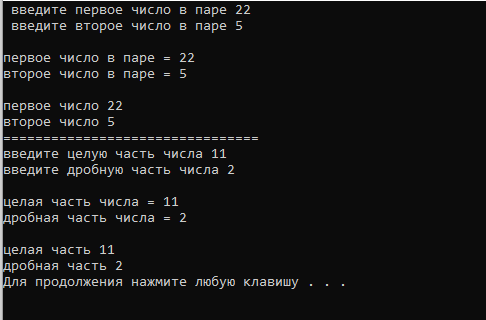 введите первое число в паре 22
введите второе число в паре 5
первое число в паре = 22
второе число в паре = 5
первое число 22
второе число 5
================================
введите целую часть числа 11
введите дробную часть числа 2
целая часть числа = 11
дробная часть числа = 2
целая часть 11
дробная часть 2
Для продолжения нажмите любую клавишу . . .